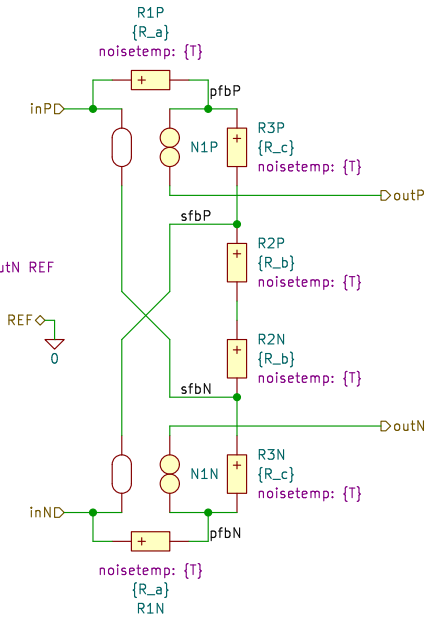 R1P
{R_a}
noisetemp: {T}
+
pfbP
inP
R3P
N1P
+
{R_c}
noisetemp: {T}
outP
sfbP
R2P
+
{R_b}
noisetemp: {T}
utN REF
REF
0
R2N
+
{R_b}
noisetemp: {T}
sfbN
outN
R3N
N1N
+
{R_c}
noisetemp: {T}
inN
pfbN
+
noisetemp: {T}
{R_a}
R1N